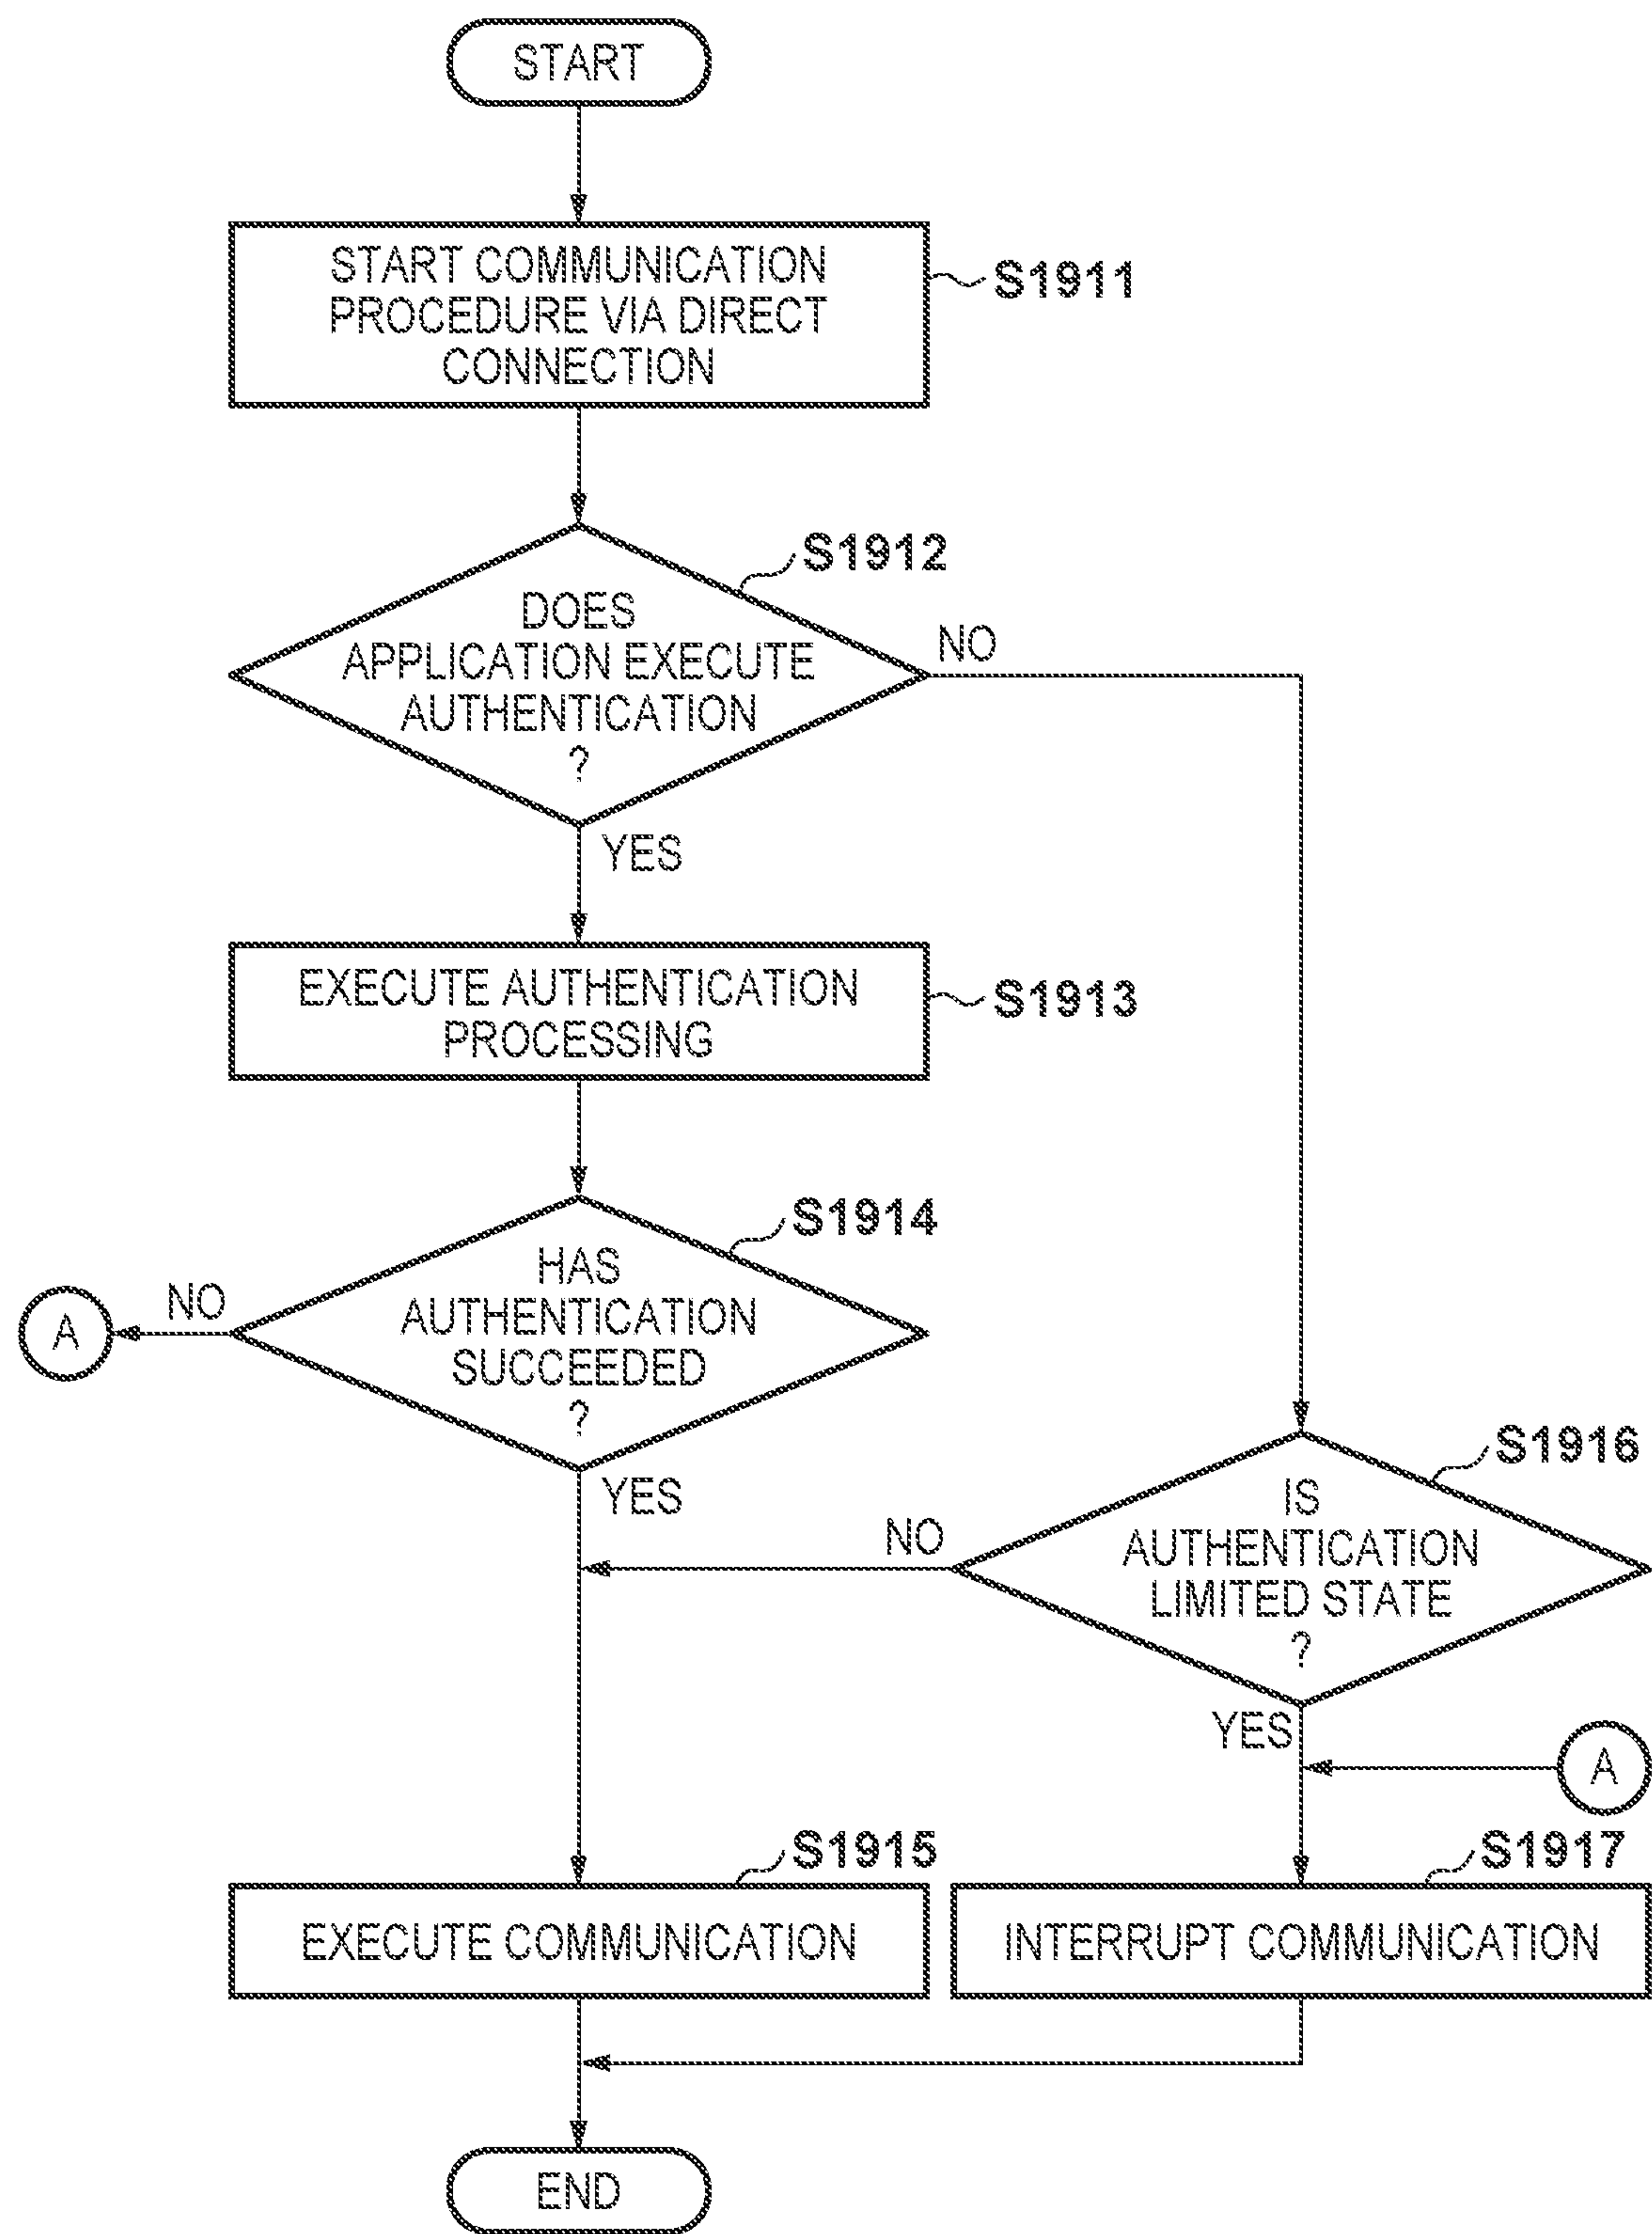 START
START COMMUNICATION
PROCEDURE VIA DIRECT
CONNECTION
S1911
S1912
DOES
APPLICATION EXECUTE
AUTHENTICATION
?
NO
YES
EXECUTE AUTHENTICATION
PROCESSING
S1913
S1914
HAS
AUTHENTICATION
SUCCEEDED
?
NO
A
YES
S1916
IS
AUTHENTICATION
LIMITED STATE
?
NO
YES
A
S1915
EXECUTE COMMUNICATION
S1917
INTERRUPT COMMUNICATION
END